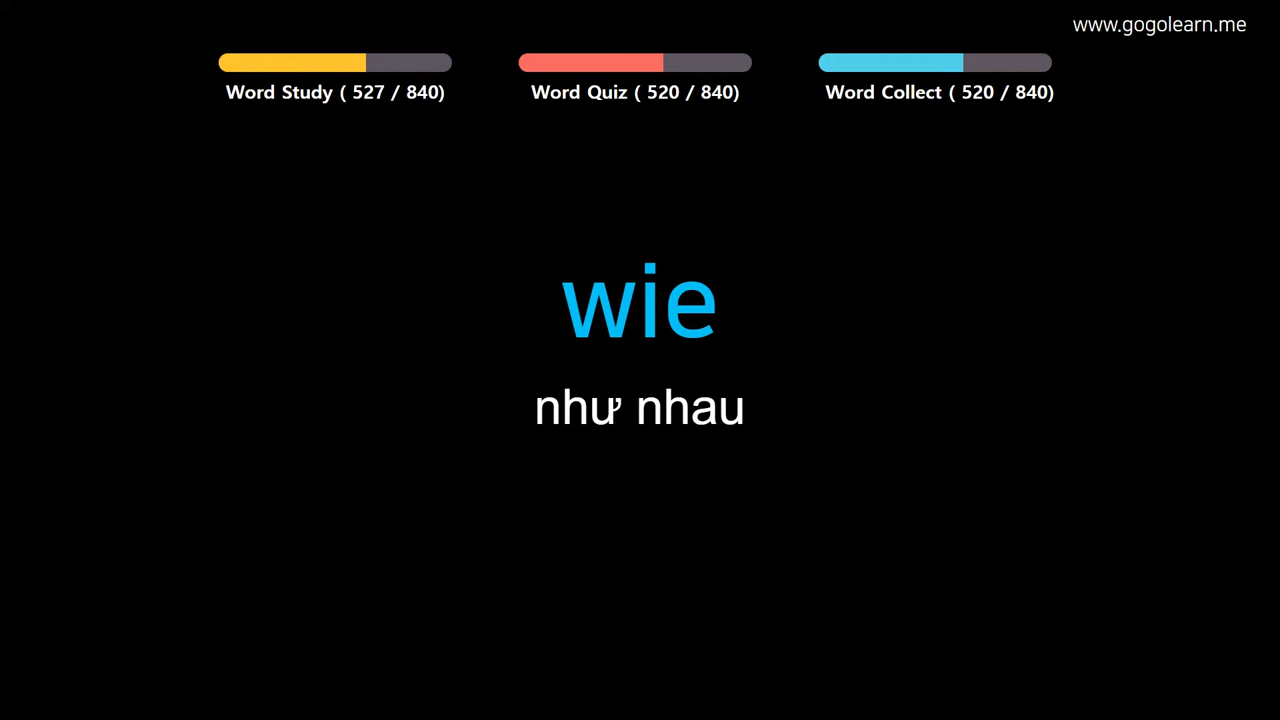 www.gogolearn.me
Word Study ( 527 / 840)
Word Quiz ( 520 / 840)
Word Collect ( 520 / 840)
wie
như nhau